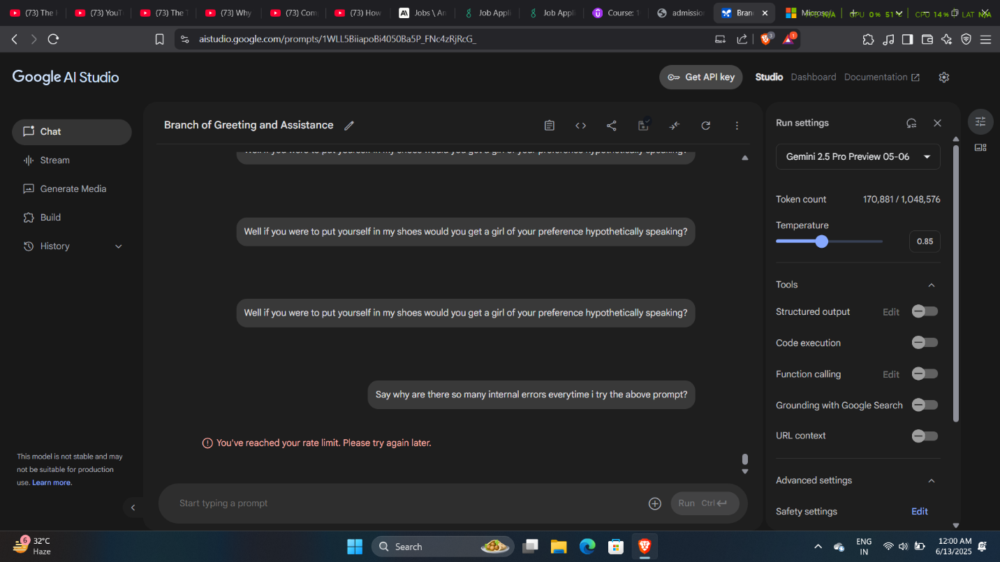 (73) The H
(73) YouT
(73) The T
(73) Why
(73) Com
(73) How
Jobs \ An
Job Appli
Job Appli
Course: 1
admission
Branc
Microsof
GPU 0 % 51
CPU 14 %
LAT N/A
aistudio.google.com/prompts/1WLL5BiiapoBi4050Ba5P_FNc4zRjRcG_
3
1
Google AI Studio
Get API key
Studio
Dashboard
Documentation
Chat
Stream
Generate Media
Build
History
This model is not stable and may
not be suitable for production
use. Learn more.
Branch of Greeting and Assistance
Well if you were to put yourself in my shoes would you get a girl of your preference hypothetically speaking?
Well if you were to put yourself in my shoes would you get a girl of your preference hypothetically speaking?
Well if you were to put yourself in my shoes would you get a girl of your preference hypothetically speaking?
Say why are there so many internal errors everytime i try the above prompt?
You've reached your rate limit. Please try again later.
Start typing a prompt
Run Ctrl
Run settings
Gemini 2.5 Pro Preview 05-06
Token count 170,881 / 1,048,576
Temperature
0.85
Tools
Structured output Edit
Code execution
Function calling Edit
Grounding with Google Search
URL context
Advanced settings
Safety settings Edit
6
32°C
Haze
Search
ENG
IN
12:00 AM
6/13/2025